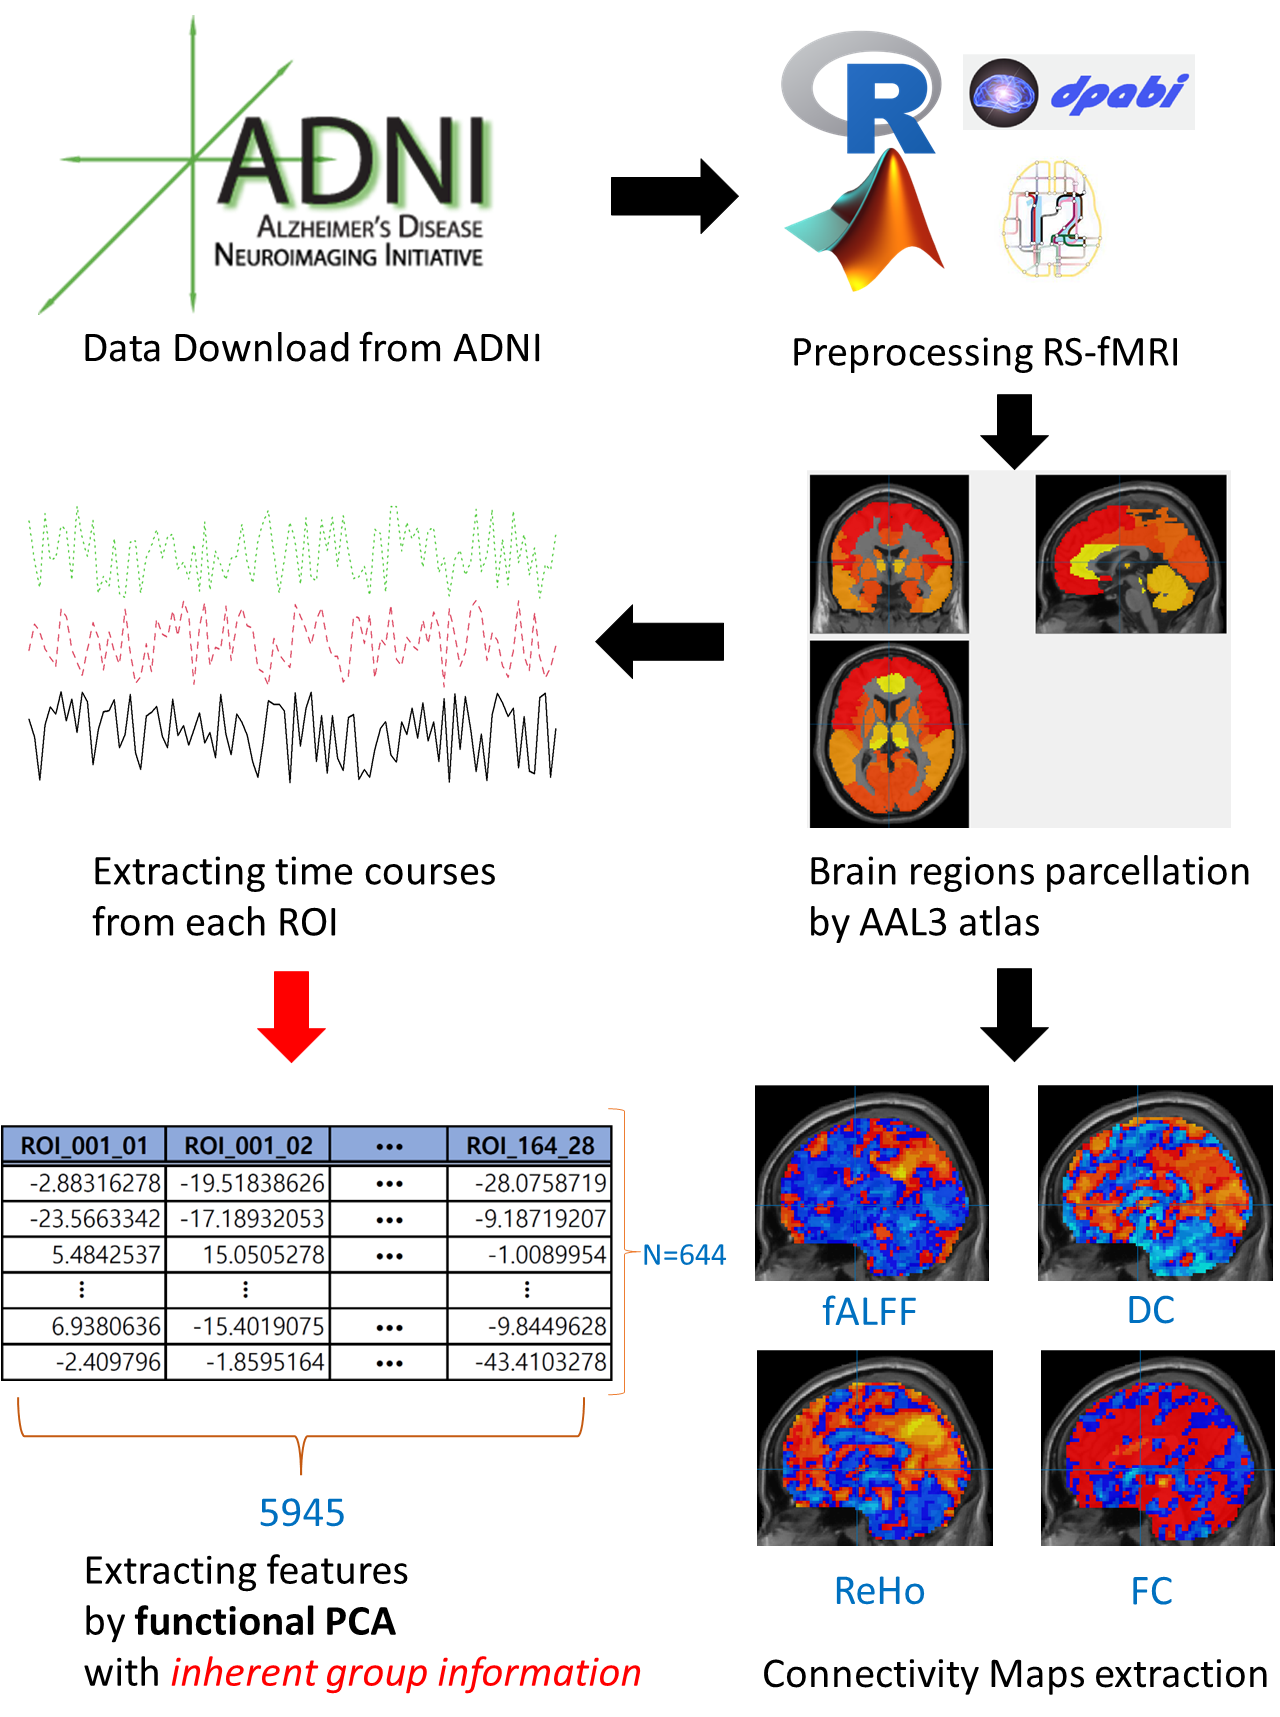 ADNI
ALZHEIMER'S DISEASE
NEUROIMAGING INITIATIVE
Data Download from ADNI
R
dpabi
12
Preprocessing RS-fMRI
Brain regions parcellation
by AAL3 atlas
Extracting time courses
from each ROI
ROI_001_01 ROI_001_02 ••• ROI_164_28
-2.88316278 -19.51838626 ••• -28.0758719
-23.5663342 -17.18932053 ••• -9.18719207
5.4842537 15.0505278 ••• -1.0089954
⋮ ⋮ ⋮
6.9380636 -15.4019075 ••• -9.8449628
-2.409796 -1.8595164 ••• -43.4103278
N=644
5945
Extracting features
by functional PCA
with inherent group information
fALFF
DC
ReHo
FC
Connectivity Maps extraction